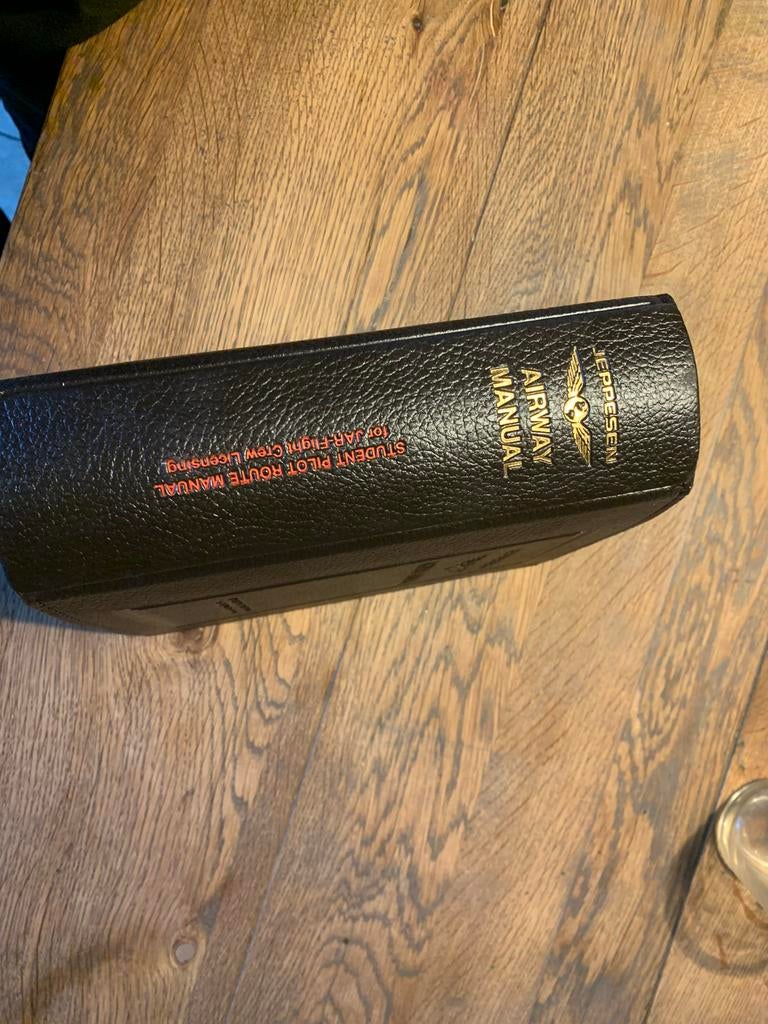 JEPPESEN
AIRWAY
MANUAL
STUDENT PILOT ROUTE MANUAL
for JAR-Flight Crew Licensing